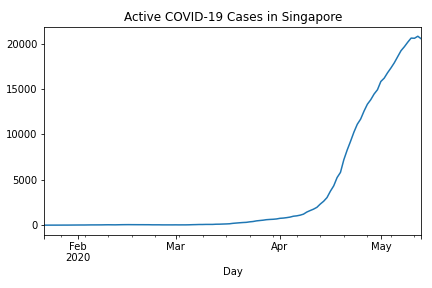 Active COVID-19 Cases in Singapore
20000
15000
10000
5000
0
Feb
2020
Mar
Apr
May
Day